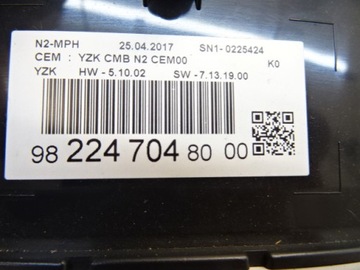 N2-MPH 25.04.2017 SN1- 0225424
CEM : YZK CMB N2 CEM00 K0
YZK HW - 5.10.02 SW - 7.13.19.00
98 224 704 80 00